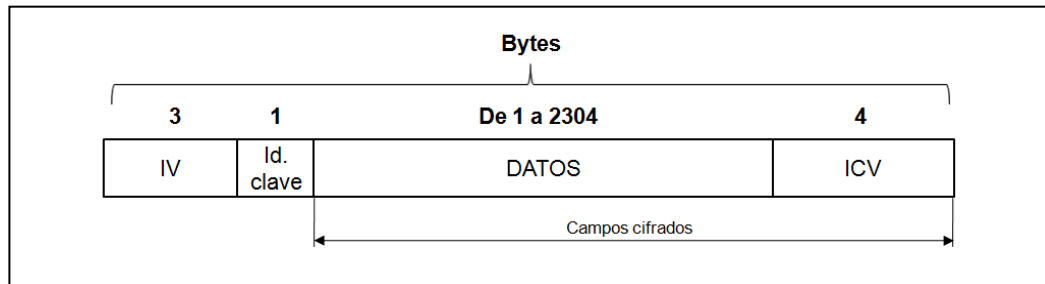 Bytes
3 1 De 1 a 2304 4
IV Id. clave DATOS ICV
Campos cifrados